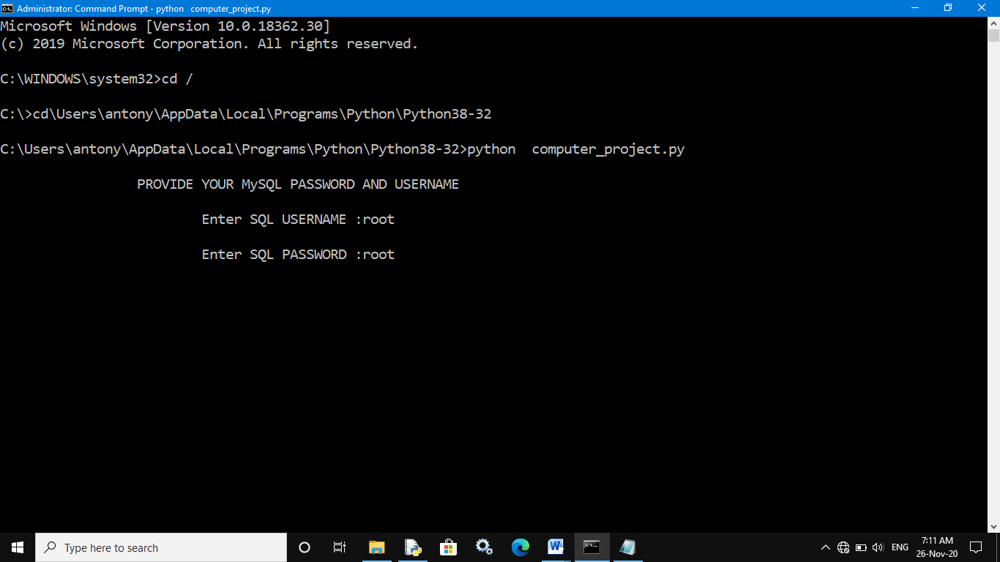 Administrator: Command Prompt - python  computer_project.py
Microsoft Windows [Version 10.0.18362.30]
(c) 2019 Microsoft Corporation. All rights reserved.
C:\WINDOWS\system32>cd /
C:\>cd\Users\antony\AppData\Local\Programs\Python\Python38-32
C:\Users\antony\AppData\Local\Programs\Python\Python38-32>python  computer_project.py
PROVIDE YOUR MySQL PASSWORD AND USERNAME
Enter SQL USERNAME :root
Enter SQL PASSWORD :root
Type here to search
ENG
7:11 AM
26-Nov-20